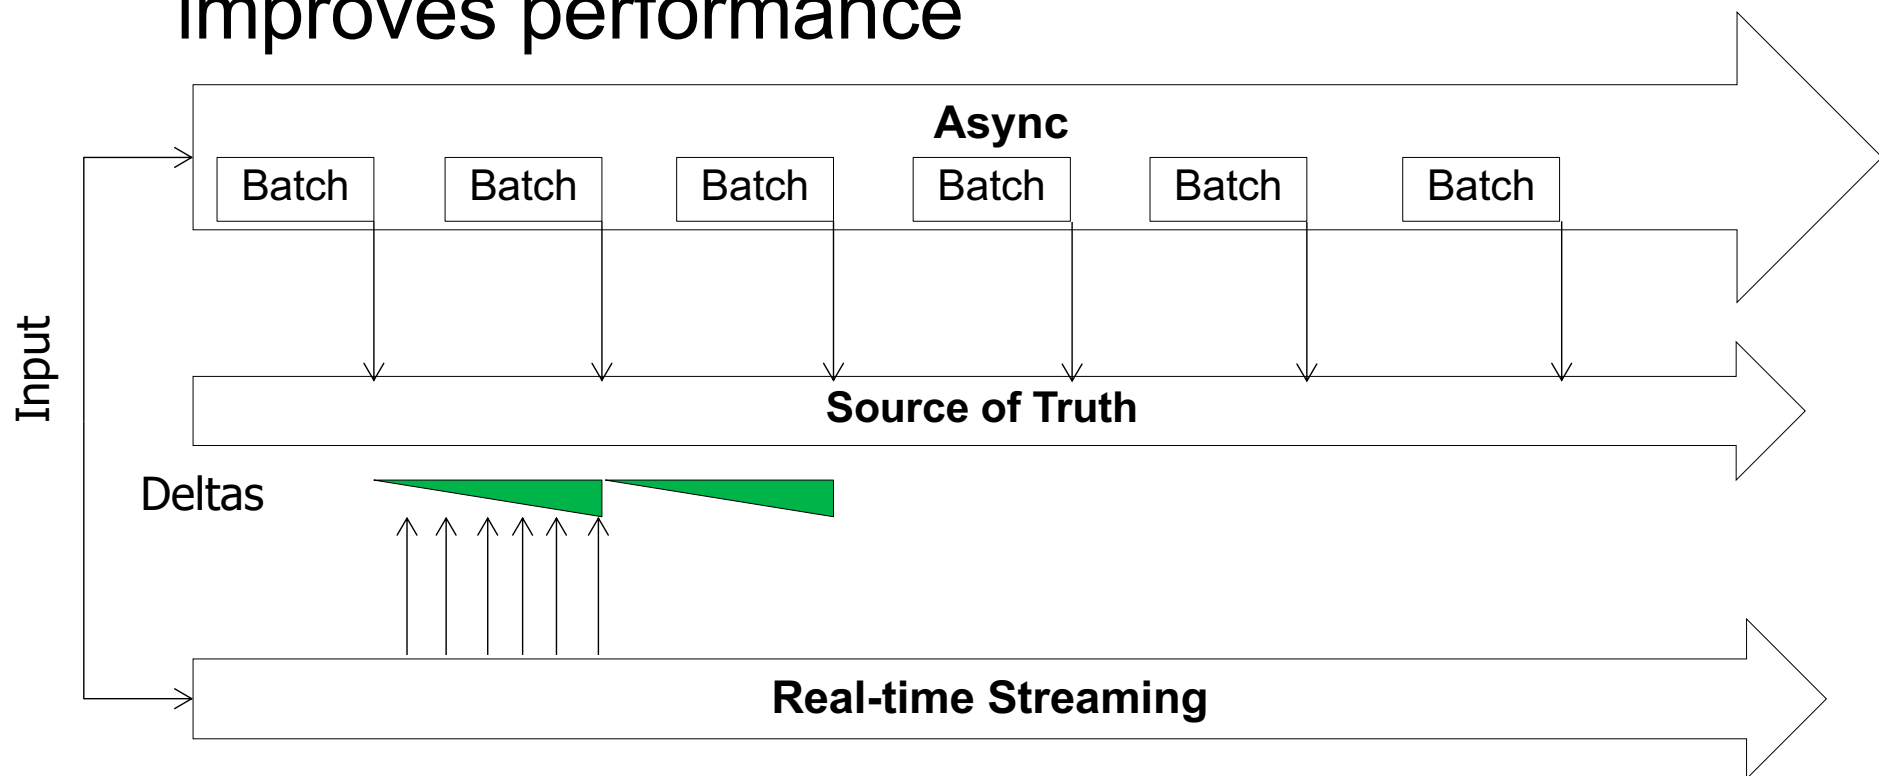 improves performance
Async
Batch
Batch
Batch
Batch
Batch
Batch
Input
Source of Truth
Deltas
Real-time Streaming